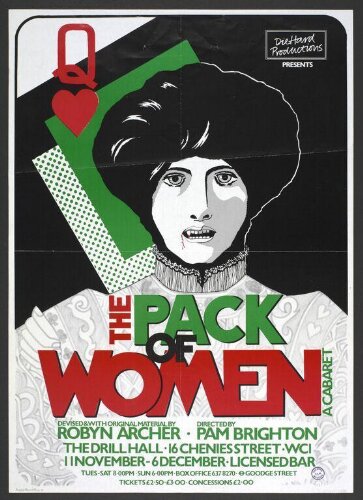 Q
DieHard
Productions
PRESENTS
THE PACK
OF
WOMEN
A CABARET
DEVISED & WITH ORIGINAL MATERIAL BY DIRECTED BY
ROBYN ARCHER · PAM BRIGHTON
THE DRILL HALL · 16 CHENIES STREET · WC1
11 NOVEMBER - 6 DECEMBER · LICENSED BAR
TUES-SAT 8·00PM · SUN 6·00PM · BOX OFFICE 637 8270 · GOODGE STREET
TICKETS £2·50 - £3·00 · CONCESSIONS £2·00